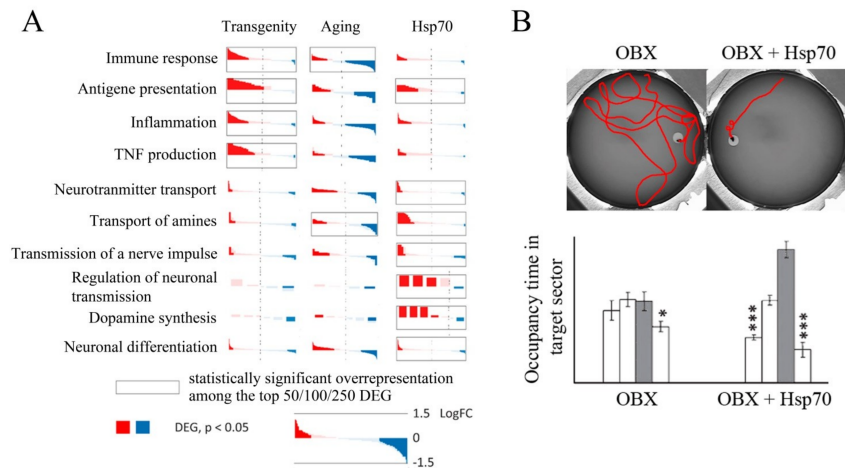 A
Transgenity Aging Hsp70
Immune response
Antigene presentation
Inflammation
TNF production
Neurotranmitter transport
Transport of amines
Transmission of a nerve impulse
Regulation of neuronal
transmission
Dopamine synthesis
Neuronal differentiation
statistically significant overrepresentation
among the top 50/100/250 DEG
DEG, p < 0.05
1.5 LogFC
0
-1.5
B
OBX OBX + Hsp70
Occupancy time in
target sector
*
***
***
OBX OBX + Hsp70